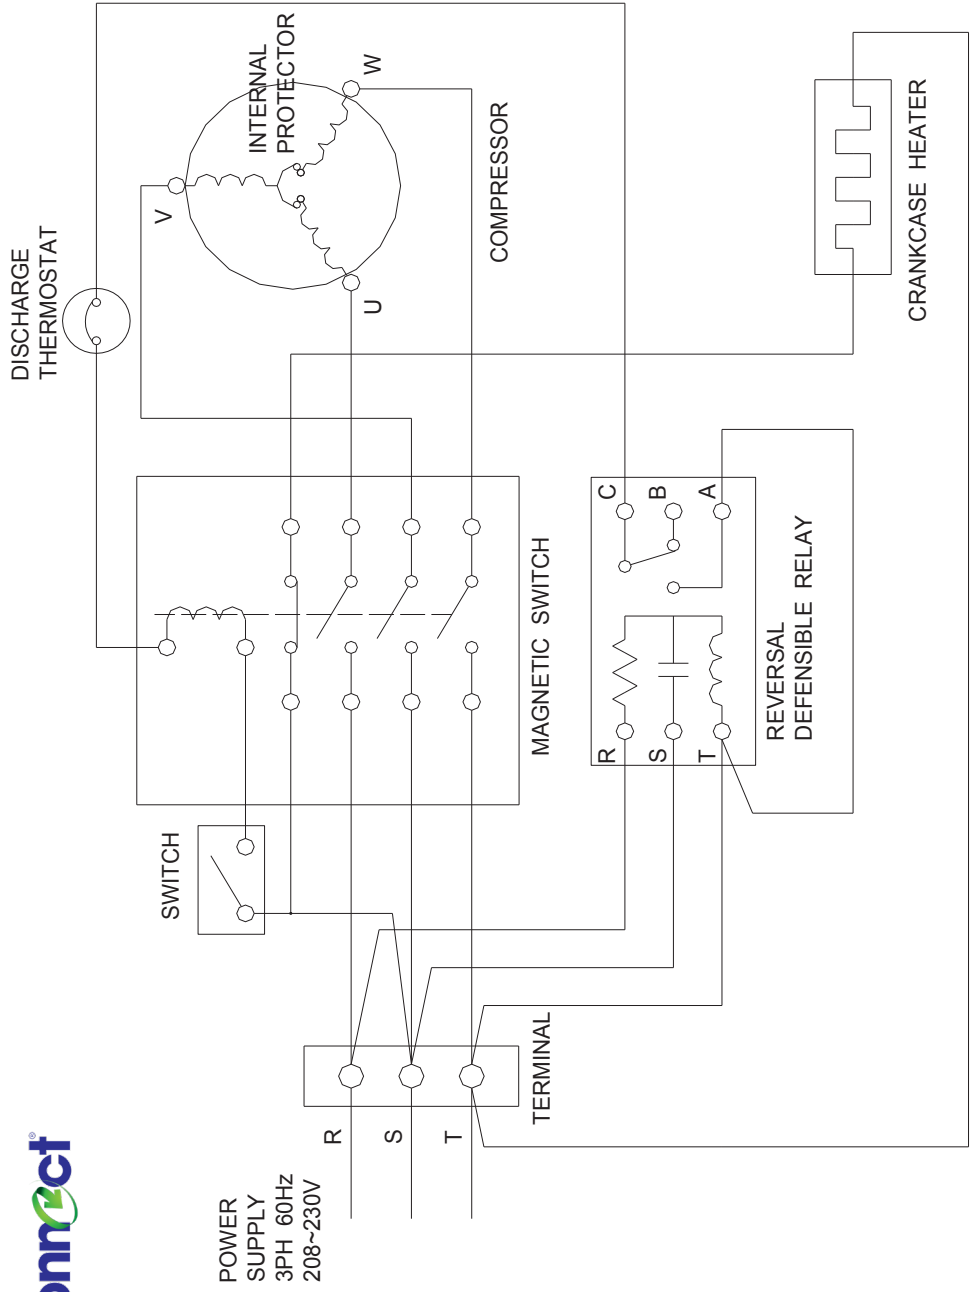 DISCHARGE
THERMOSTAT
INTERNAL
PROTECTOR
V
W
U
COMPRESSOR
CRANKCASE HEATER
MAGNETIC SWITCH
SWITCH
C
B
A
R
S
T
REVERSAL
DEFENSIBLE RELAY
TERMINAL
R
S
T
POWER
SUPPLY
3PH 60Hz
208~230V
onnect®